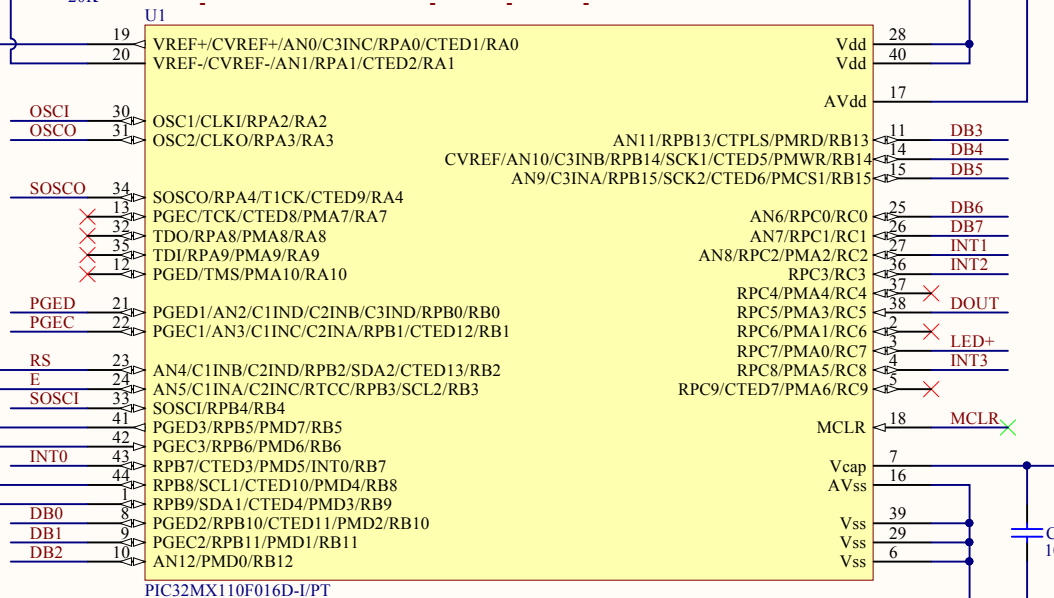 U1
19 VREF+/CVREF+/AN0/C3INC/RPA0/CTED1/RA0
20 VREF-/CVREF-/AN1/RPA1/CTED2/RA1
OSCI 30 OSC1/CLKI/RPA2/RA2
OSCO 31 OSC2/CLKO/RPA3/RA3
SOSCO 34 SOSCO/RPA4/T1CK/CTED9/RA4
13 PGEC/TCK/CTED8/PMA7/RA7
32 TDO/RPA8/PMA8/RA8
35 TDI/RPA9/PMA9/RA9
12 PGED/TMS/PMA10/RA10
PGED 21 PGED1/AN2/C1IND/C2INB/C3IND/RPB0/RB0
PGEC 22 PGEC1/AN3/C1INC/C2INA/RPB1/CTED12/RB1
RS 23 AN4/C1INB/C2IND/RPB2/SDA2/CTED13/RB2
E 24 AN5/C1INA/C2INC/RTCC/RPB3/SCL2/RB3
SOSCI 33 SOSCI/RPB4/RB4
41 PGED3/RPB5/PMD7/RB5
42 PGEC3/RPB6/PMD6/RB6
INT0 43 RPB7/CTED3/PMD5/INT0/RB7
44 RPB8/SCL1/CTED10/PMD4/RB8
1 RPB9/SDA1/CTED4/PMD3/RB9
DB0 8 PGED2/RPB10/CTED11/PMD2/RB10
DB1 9 PGEC2/RPB11/PMD1/RB11
DB2 10 AN12/PMD0/RB12
Vdd 28
Vdd 40
AVdd 17
AN11/RPB13/CTPLS/PMRD/RB13 11 DB3
CVREF/AN10/C3INB/RPB14/SCK1/CTED5/PMWR/RB14 14 DB4
AN9/C3INA/RPB15/SCK2/CTED6/PMCS1/RB15 15 DB5
AN6/RPC0/RC0 25 DB6
AN7/RPC1/RC1 26 DB7
AN8/RPC2/PMA2/RC2 27 INT1
RPC3/RC3 36 INT2
RPC4/PMA4/RC4 37
RPC5/PMA3/RC5 38 DOUT
RPC6/PMA1/RC6 2
RPC7/PMA0/RC7 3 LED+
RPC8/PMA5/RC8 4 INT3
RPC9/CTED7/PMA6/RC9 5
MCLR 18 MCLR
Vcap 7
AVss 16
Vss 39
Vss 29
Vss 6
PIC32MX110F016D-I/PT